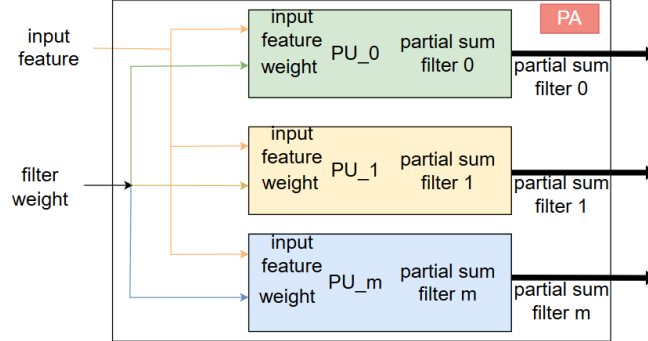 input
feature
filter
weight
PA
input
feature
weight
PU_0
partial sum
filter 0
partial sum
filter 0
input
feature
weight
PU_1
partial sum
filter 1
partial sum
filter 1
input
feature
weight
PU_m
partial sum
filter m
partial sum
filter m